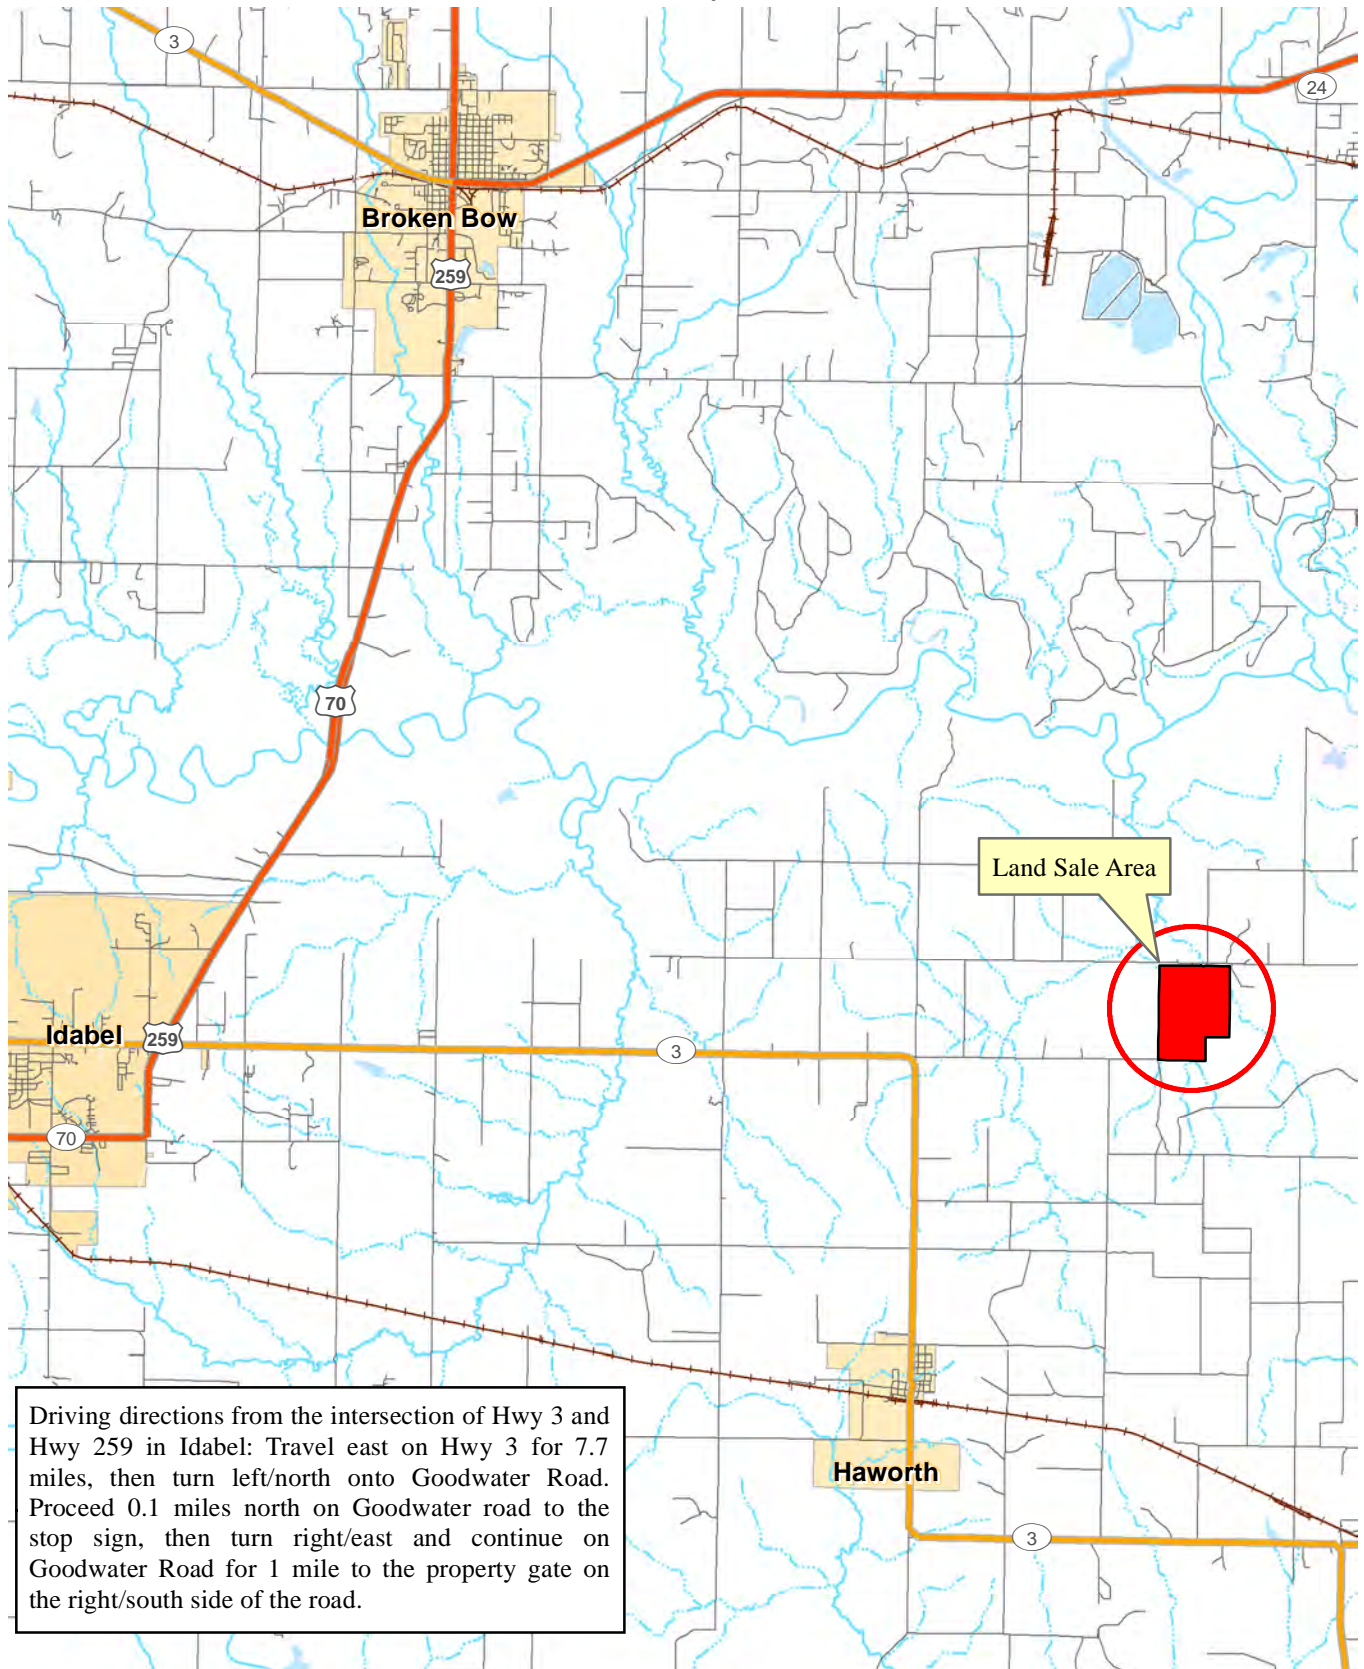 3
24
Broken Bow
259
70
Land Sale Area
Idabel
259
3
70
Driving directions from the intersection of Hwy 3 and
Hwy 259 in Idabel: Travel east on Hwy 3 for 7.7
miles, then turn left/north onto Goodwater Road.
Proceed 0.1 miles north on Goodwater road to the
stop sign, then turn right/east and continue on
Goodwater Road for 1 mile to the property gate on
the right/south side of the road.
Haworth
3